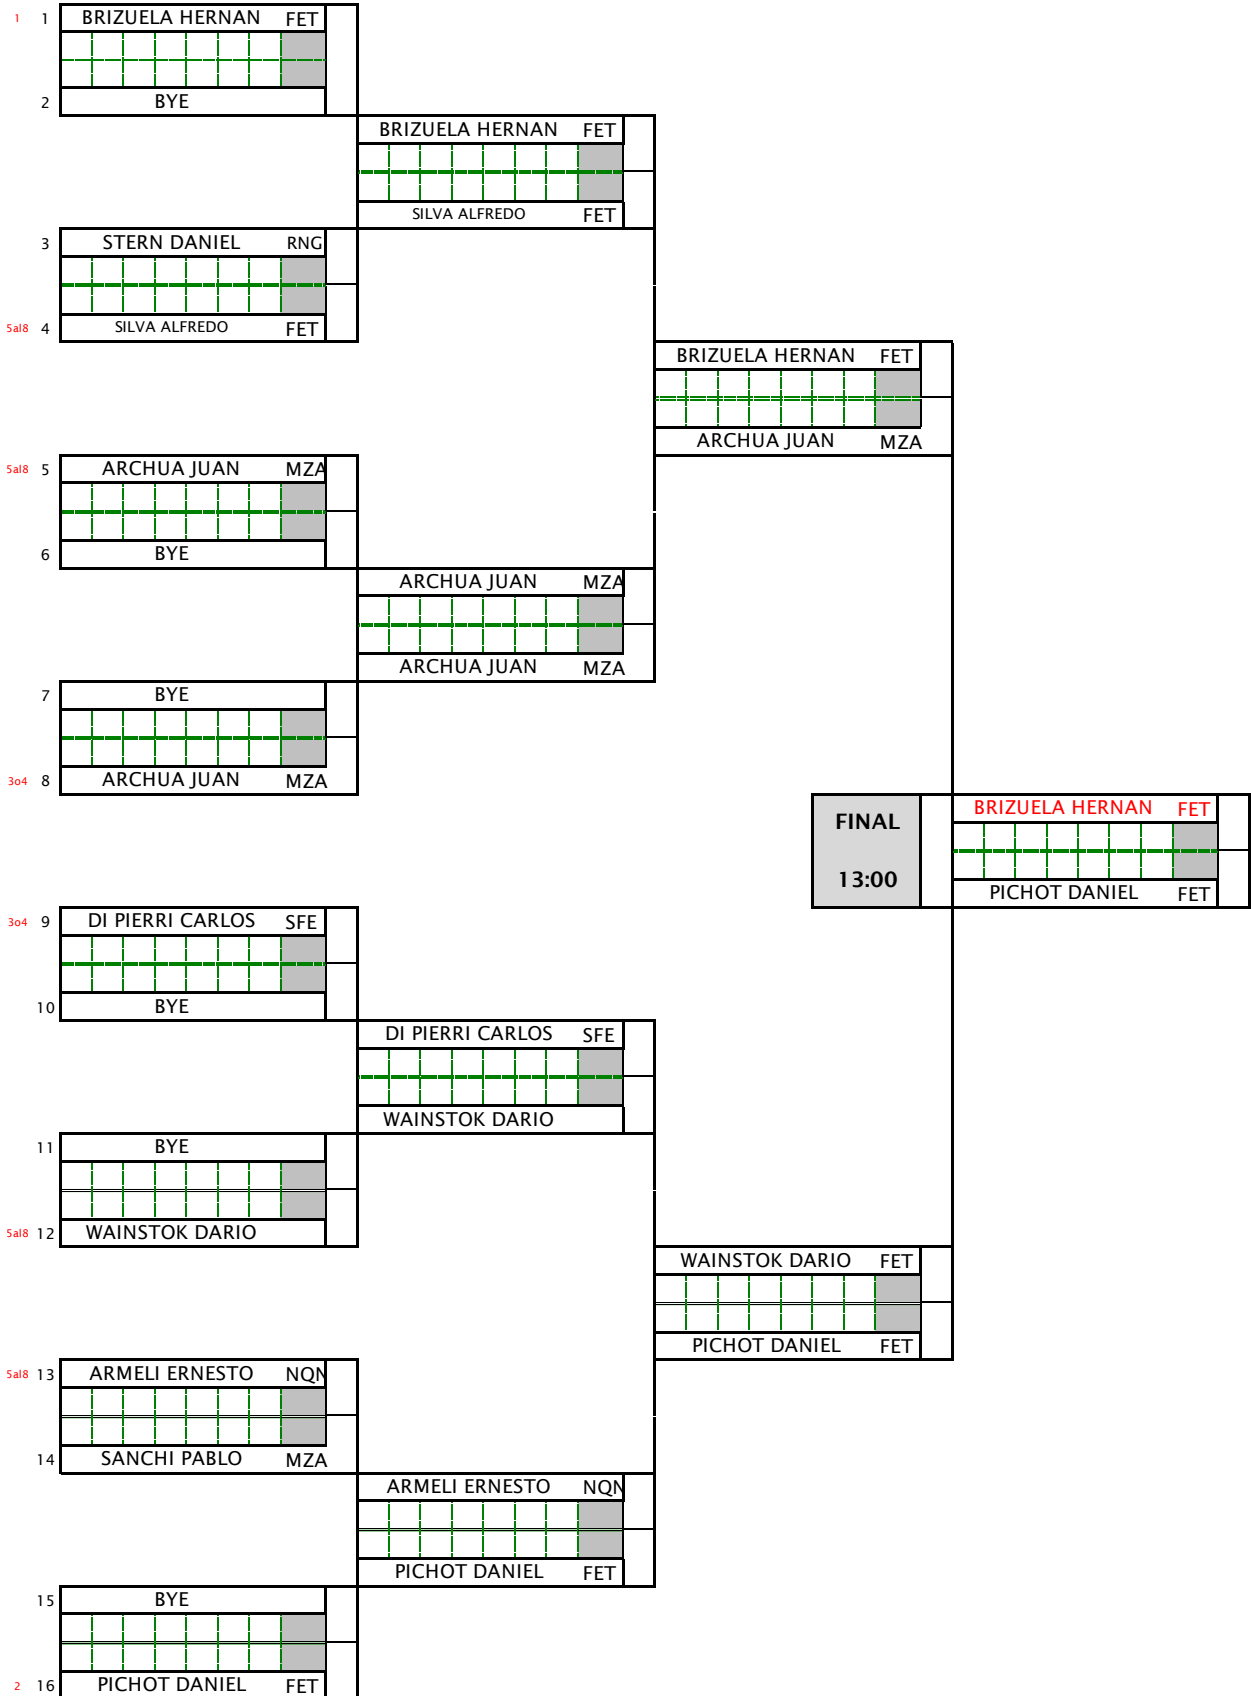 1 1 BRIZUELA HERNAN FET
2 BYE
BRIZUELA HERNAN FET
SILVA ALFREDO FET
3 STERN DANIEL RNG
5al8 4 SILVA ALFREDO FET
BRIZUELA HERNAN FET
ARCHUA JUAN MZA
5al8 5 ARCHUA JUAN MZA
6 BYE
ARCHUA JUAN MZA
ARCHUA JUAN MZA
7 BYE
3o4 8 ARCHUA JUAN MZA
FINAL
13:00
BRIZUELA HERNAN FET
PICHOT DANIEL FET
3o4 9 DI PIERRI CARLOS SFE
10 BYE
DI PIERRI CARLOS SFE
WAINSTOK DARIO
11 BYE
5al8 12 WAINSTOK DARIO
WAINSTOK DARIO FET
PICHOT DANIEL FET
5al8 13 ARMELI ERNESTO NQN
14 SANCHI PABLO MZA
ARMELI ERNESTO NQN
PICHOT DANIEL FET
15 BYE
2 16 PICHOT DANIEL FET